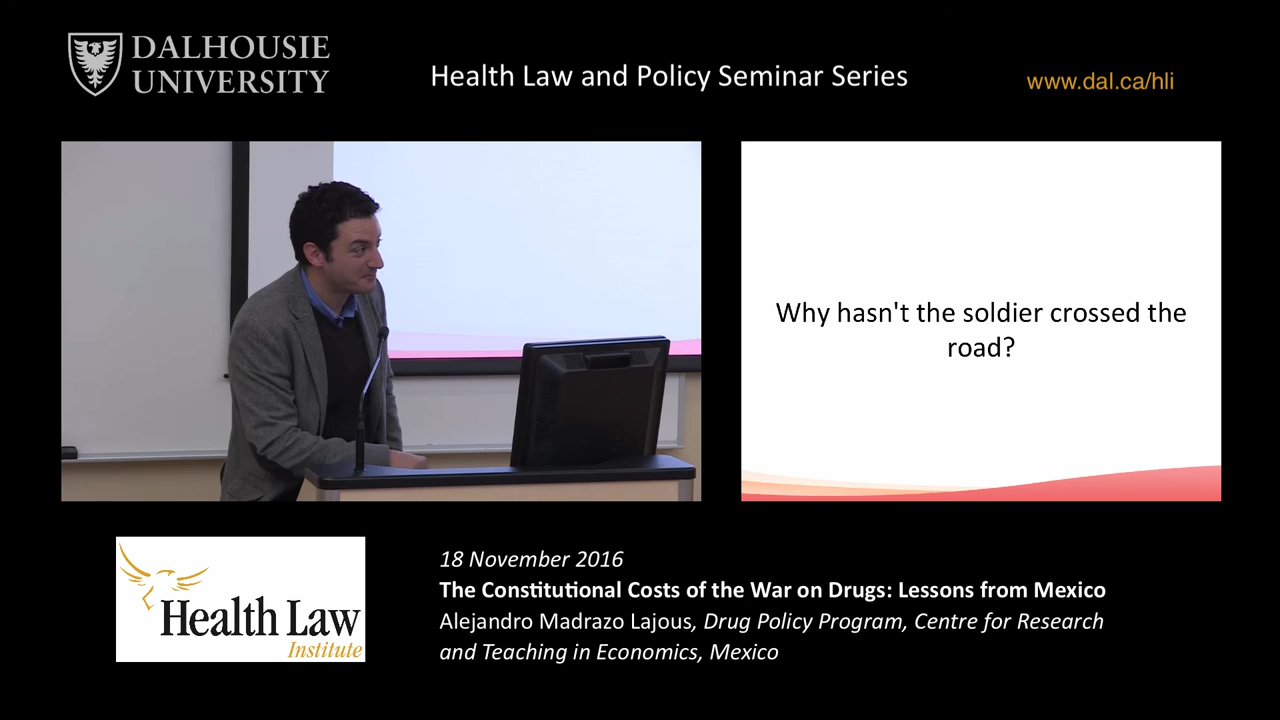 DALHOUSIE
UNIVERSITY
Health Law and Policy Seminar Series
www.dal.ca/hli
Why hasn't the soldier crossed the
road?
Health Law
Institute
18 November 2016
The Constitutional Costs of the War on Drugs: Lessons from Mexico
Alejandro Madrazo Lajous, Drug Policy Program, Centre for Research
and Teaching in Economics, Mexico